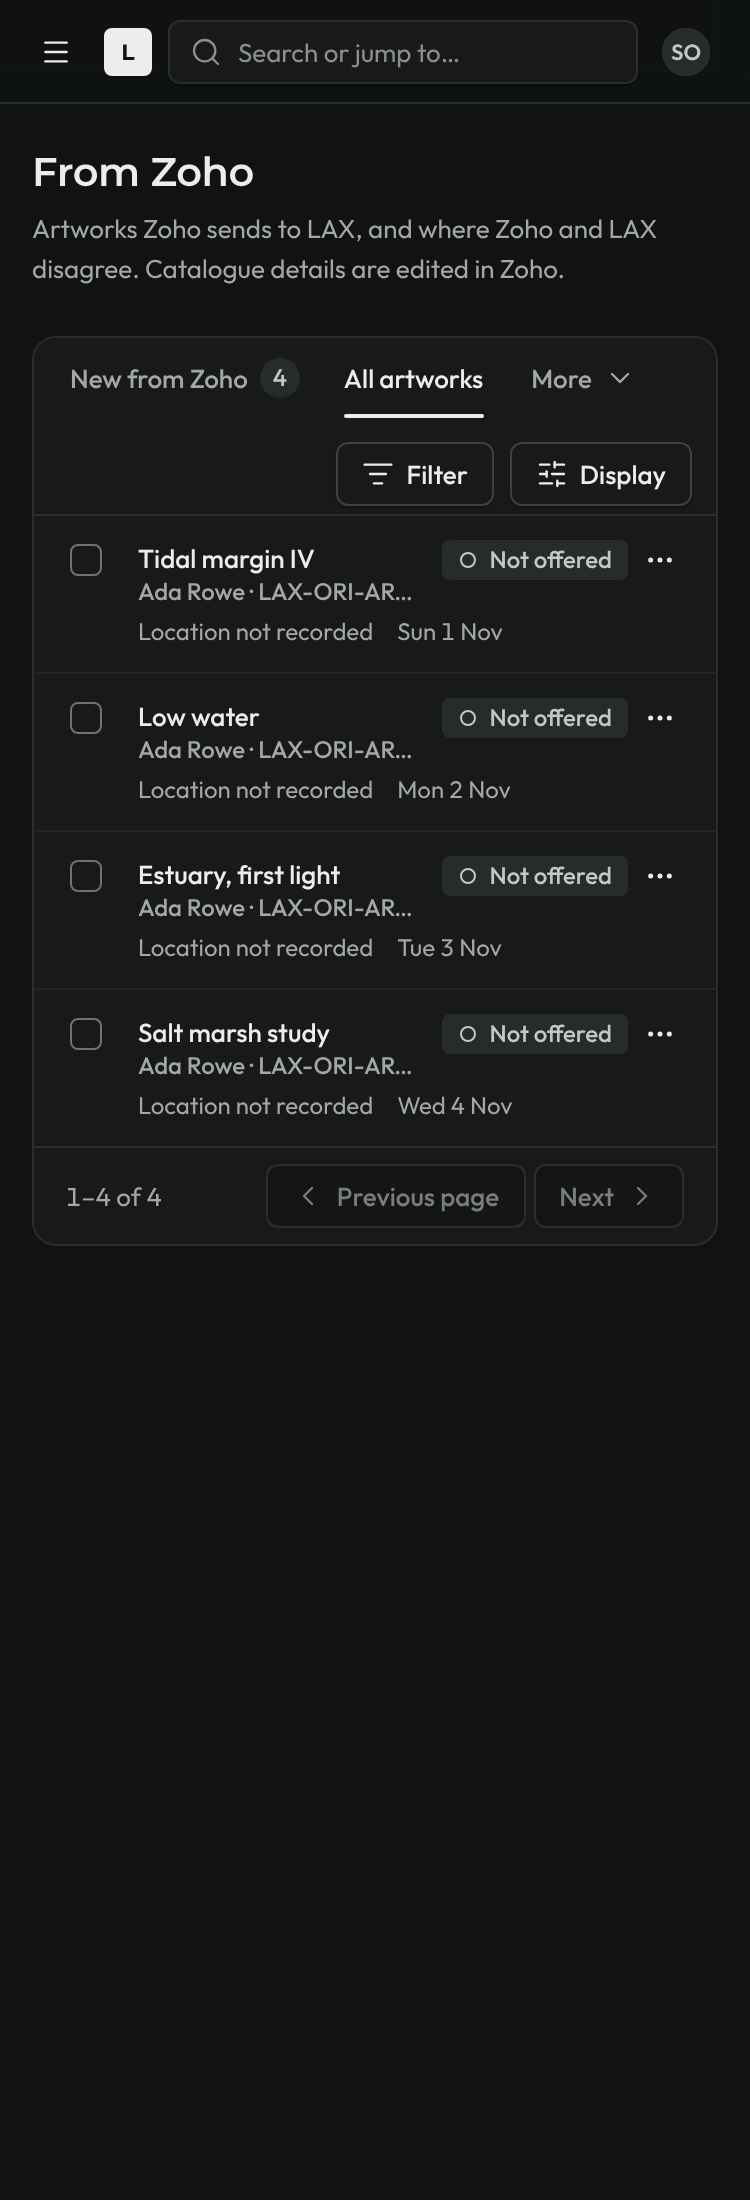 L
Search or jump to...
SO
From Zoho
Artworks Zoho sends to LAX, and where Zoho and LAX
disagree. Catalogue details are edited in Zoho.
New from Zoho 4
All artworks
More
Filter
Display
Tidal margin IV
Not offered
Ada Rowe · LAX-ORI-AR...
Location not recorded Sun 1 Nov
Low water
Not offered
Ada Rowe · LAX-ORI-AR...
Location not recorded Mon 2 Nov
Estuary, first light
Not offered
Ada Rowe · LAX-ORI-AR...
Location not recorded Tue 3 Nov
Salt marsh study
Not offered
Ada Rowe · LAX-ORI-AR...
Location not recorded Wed 4 Nov
1–4 of 4
Previous page
Next